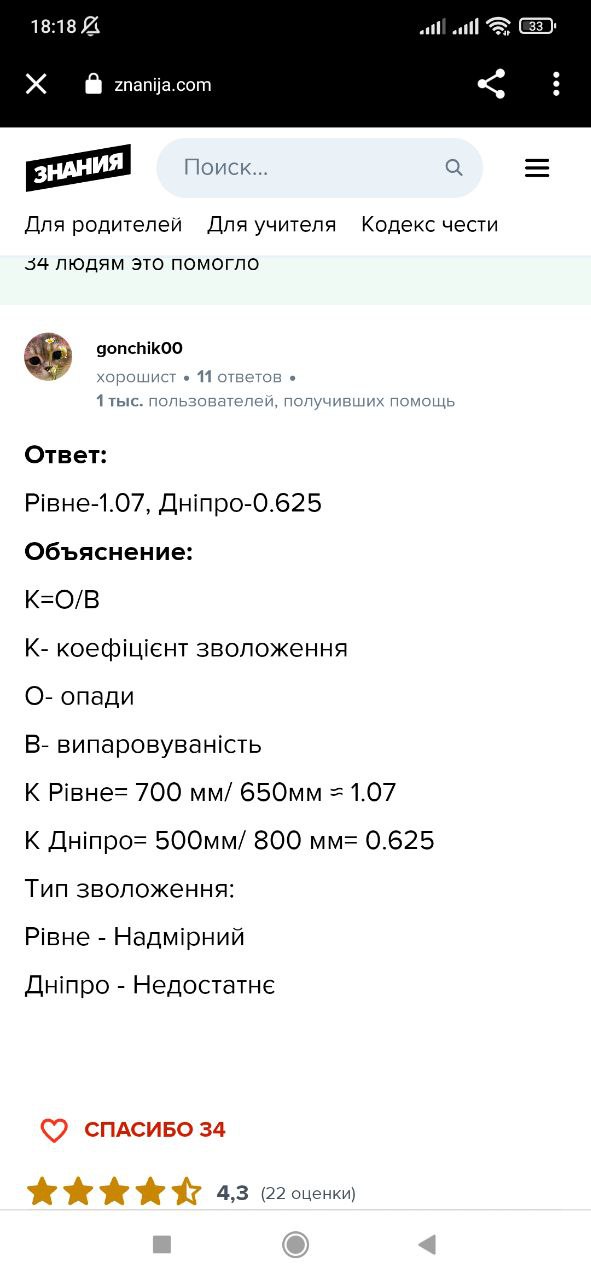 18:18
33
znanija.com
ЗНАНИЯ
Поиск...
Для родителей Для учителя Кодекс чести
34 людям это помогло
gonchik00
хорошист • 11 ответов •
1 тыс. пользователей, получивших помощь
Ответ:
Рівне-1.07, Дніпро-0.625
Объяснение:
К=О/В
К- коефіцієнт зволоження
О- опади
В- випаровуваність
К Рівне= 700 мм/ 650мм ≈ 1.07
К Дніпро= 500мм/ 800 мм= 0.625
Тип зволоження:
Рівне - Надмірний
Дніпро - Недостатнє
СПАСИБО 34
4,3 (22 оценки)